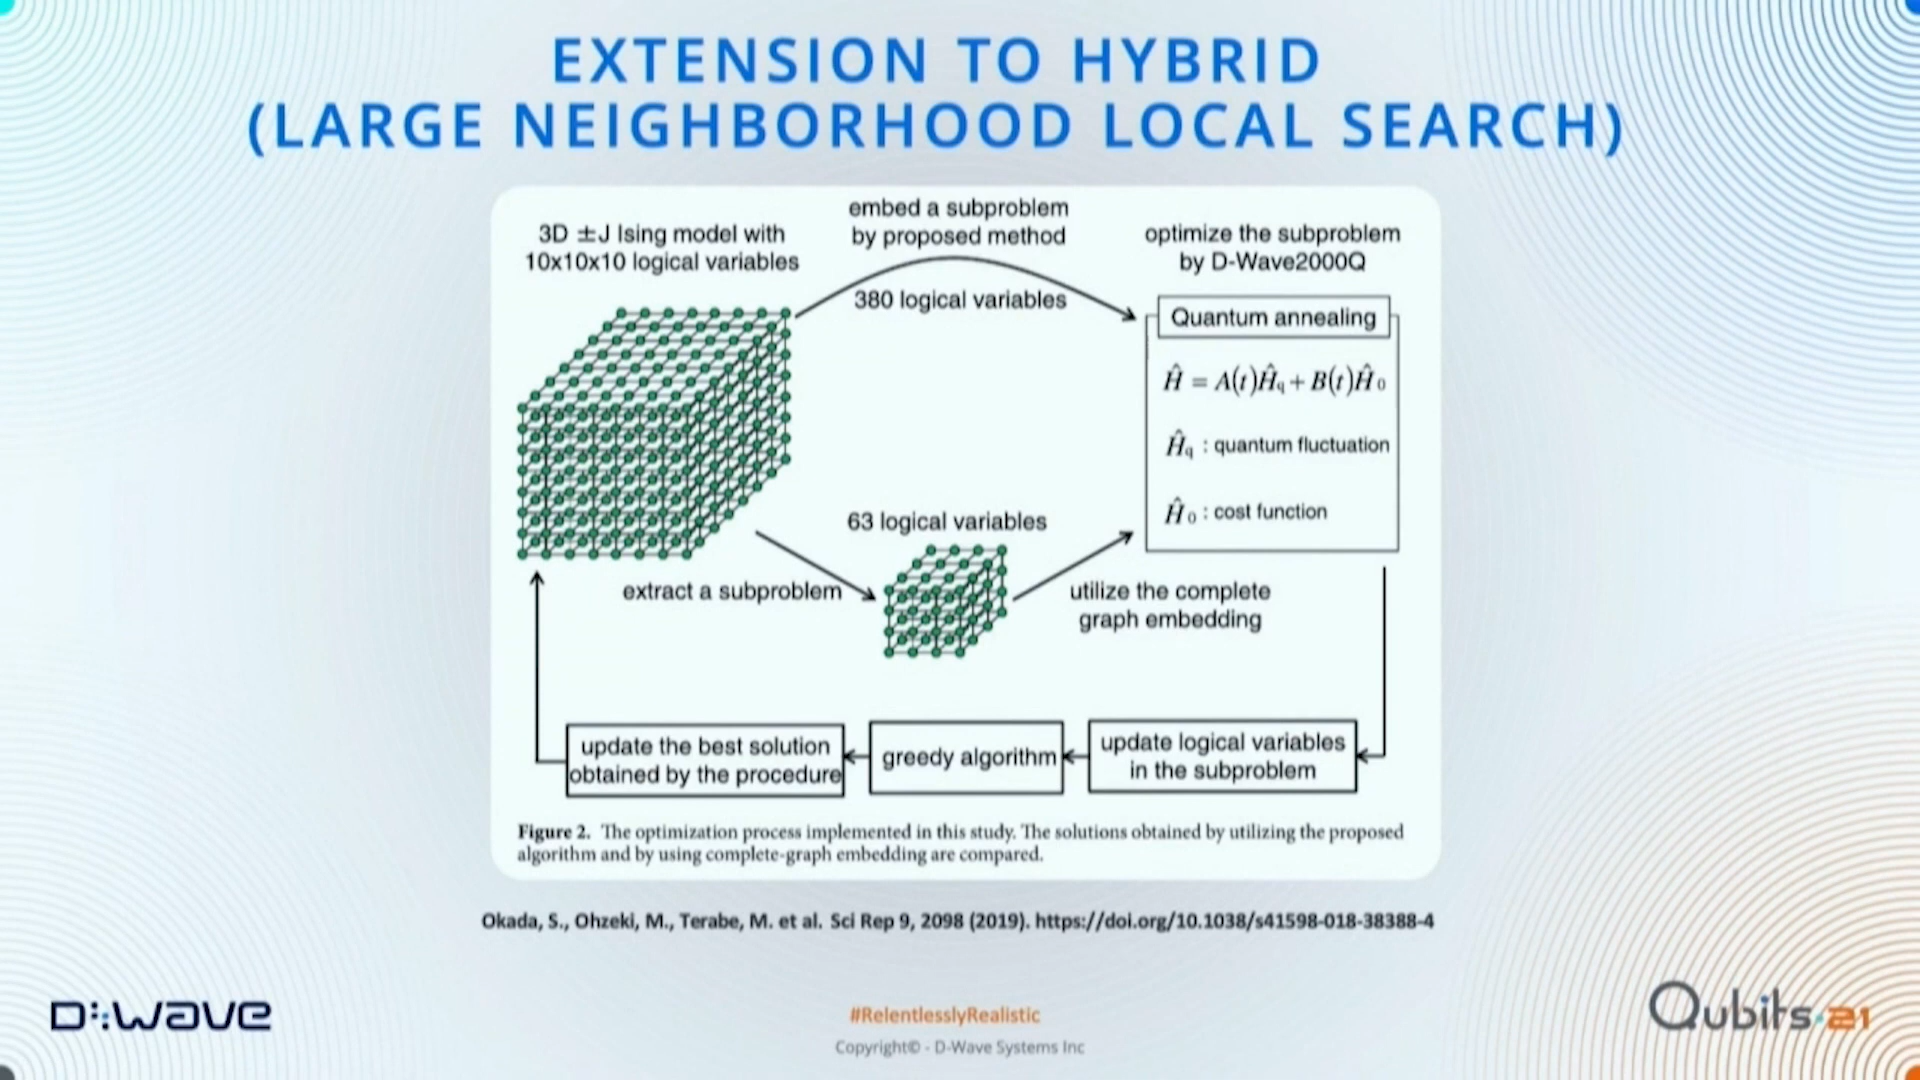 EXTENSION TO HYBRID
(LARGE NEIGHBORHOOD LOCAL SEARCH)
3D ±J Ising model with
10x10x10 logical variables
embed a subproblem
by proposed method
380 logical variables
optimize the subproblem
by D-Wave2000Q
Quantum annealing
Ĥ = A(t)Ĥq + B(t)Ĥ0
Ĥq : quantum fluctuation
Ĥ0 : cost function
63 logical variables
extract a subproblem
utilize the complete
graph embedding
update the best solution
obtained by the procedure
greedy algorithm
update logical variables
in the subproblem
Figure 2. The optimization process implemented in this study. The solutions obtained by utilizing the proposed
algorithm and by using complete-graph embedding are compared.
Okada, S., Ohzeki, M., Terabe, M. et al. Sci Rep 9, 2098 (2019). https://doi.org/10.1038/s41598-018-38388-4
D:wave
#RelentlesslyRealistic
Copyright© - D-Wave Systems Inc
Qubits 21